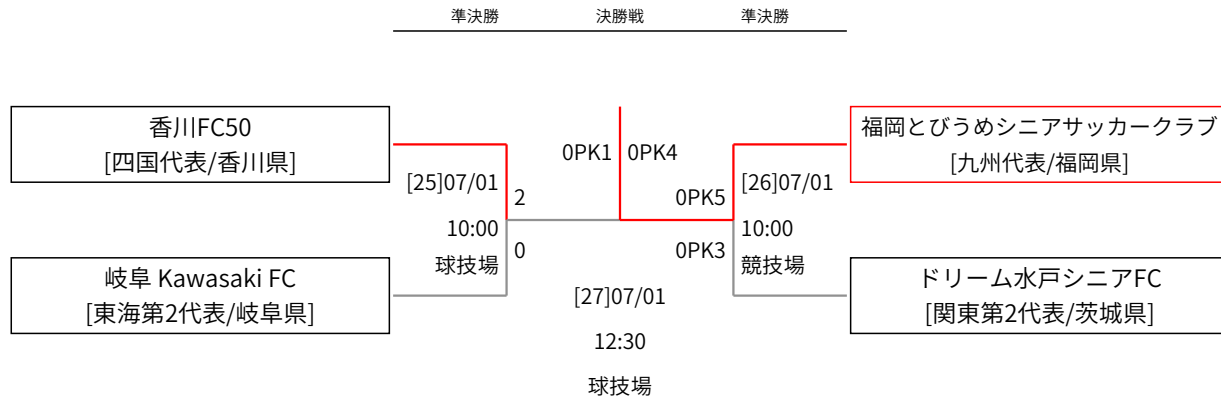 準決勝 決勝戦 準決勝
香川FC50
[四国代表/香川県]
岐阜 Kawasaki FC
[東海第2代表/岐阜県]
[25]07/01
10:00
球技場
2
0
0PK1 0PK4
[27]07/01
12:30
球技場
0PK5
0PK3
[26]07/01
10:00
競技場
福岡とびうめシニアサッカークラブ
[九州代表/福岡県]
ドリーム水戸シニアFC
[関東第2代表/茨城県]